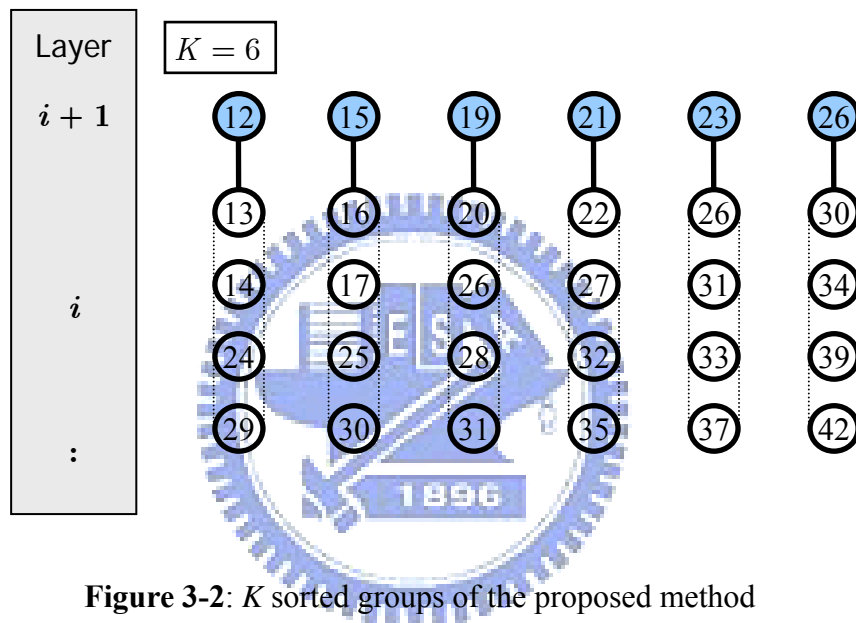 Layer
K = 6
i + 1
12 15 19 21 23 26
13 16 20 22 26 30
14 17 26 27 31 34
i
24 25 28 32 33 39
29 30 31 35 37 42
:
1896
Figure 3-2: K sorted groups of the proposed method